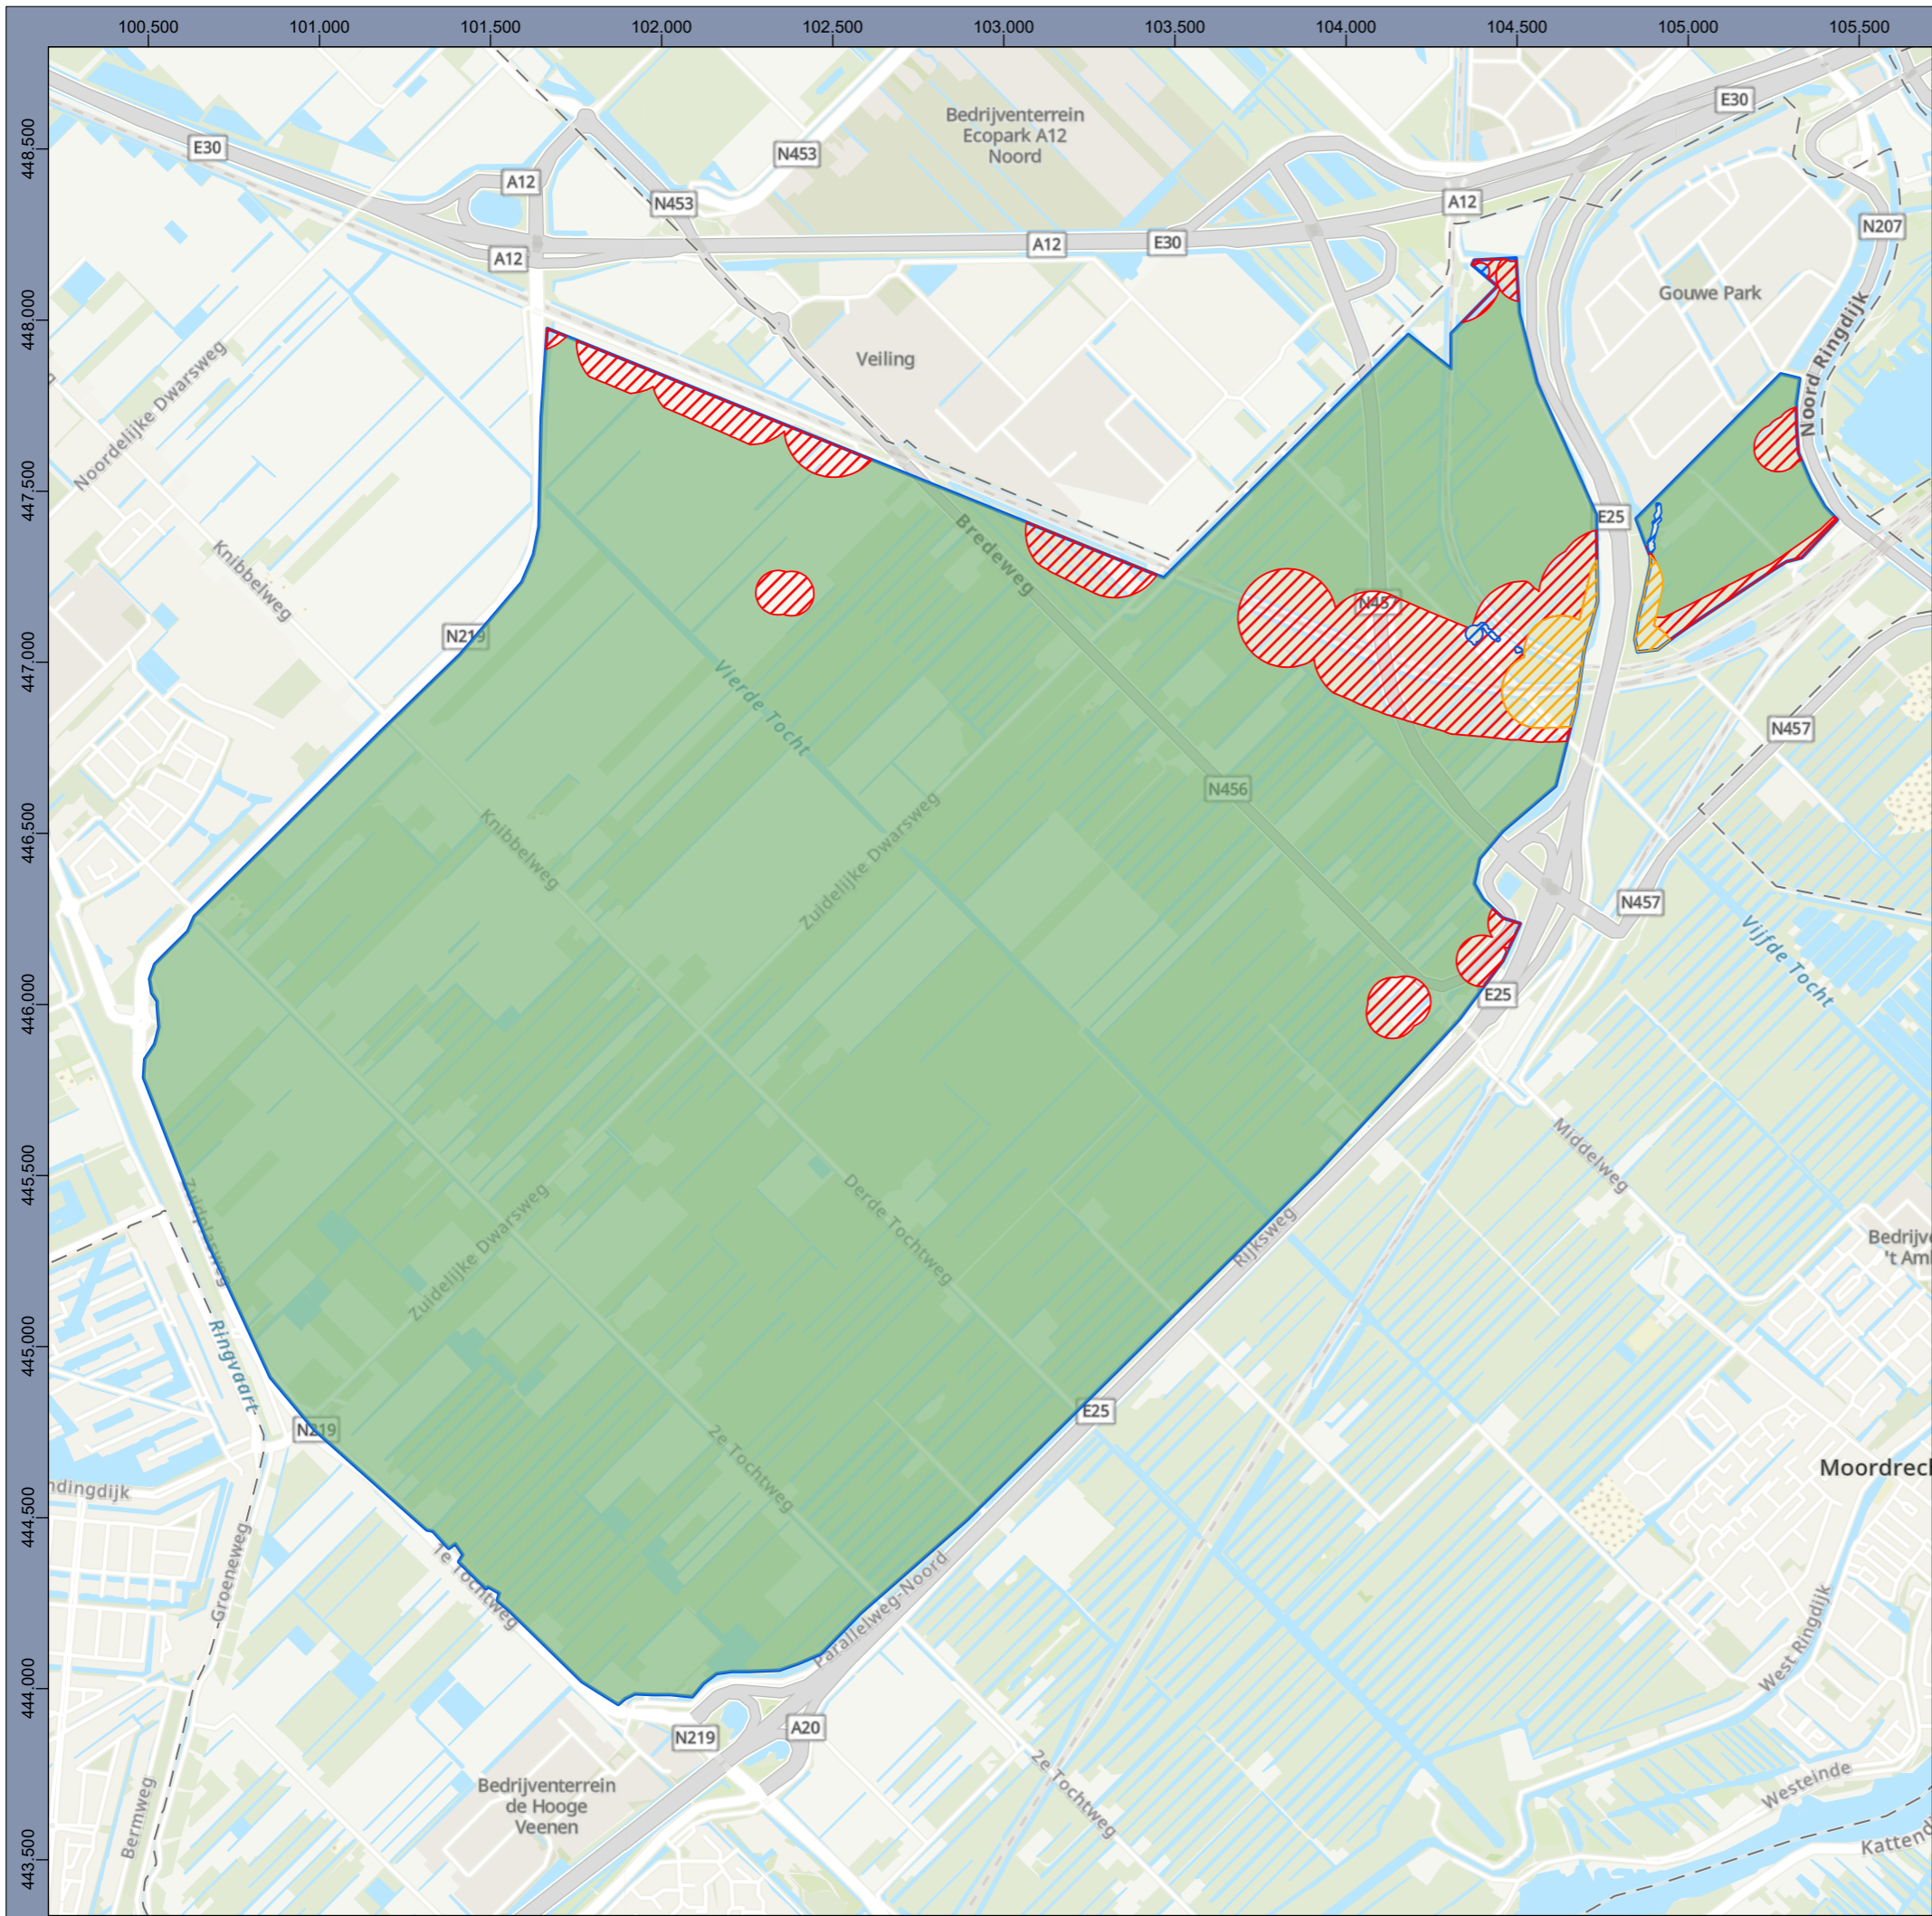 100.500
101.000
101.500
102.000
102.500
103.000
103.500
104.000
104.500
105.000
105.500
448.500
448.000
447.500
447.000
446.500
446.000
445.500
445.000
444.500
444.000
443.500
E30
E30
Bedrijventerrein
Ecopark A12
Noord
N453
A12
N453
A12
N207
A12
A12
E30
Gouwe Park
Noord Ringdijk
Veiling
Noordelijke Dwarsweg
E25
Bredeweg
Knibbelweg
N457
N219
Vierde Tocht
N457
N456
Knibbelweg
Zuidelijke Dwarsweg
N457
Vijfde Tocht
E25
Middelweg
Zuidplasweg
Derde Tochtweg
Zuidelijke Dwarsweg
Rijksweg
Bedrijve
't Am
Ringvaart
E25
N219
2e Tochtweg
Moordrech
ndingdijk
Groeneweg
1e Tochtweg
Parallelweg-Noord
West Ringdijk
N219
A20
2e Tochtweg
Westeinde
Bedrijventerrein
de Hooge
Veenen
Bermweg
Kattend